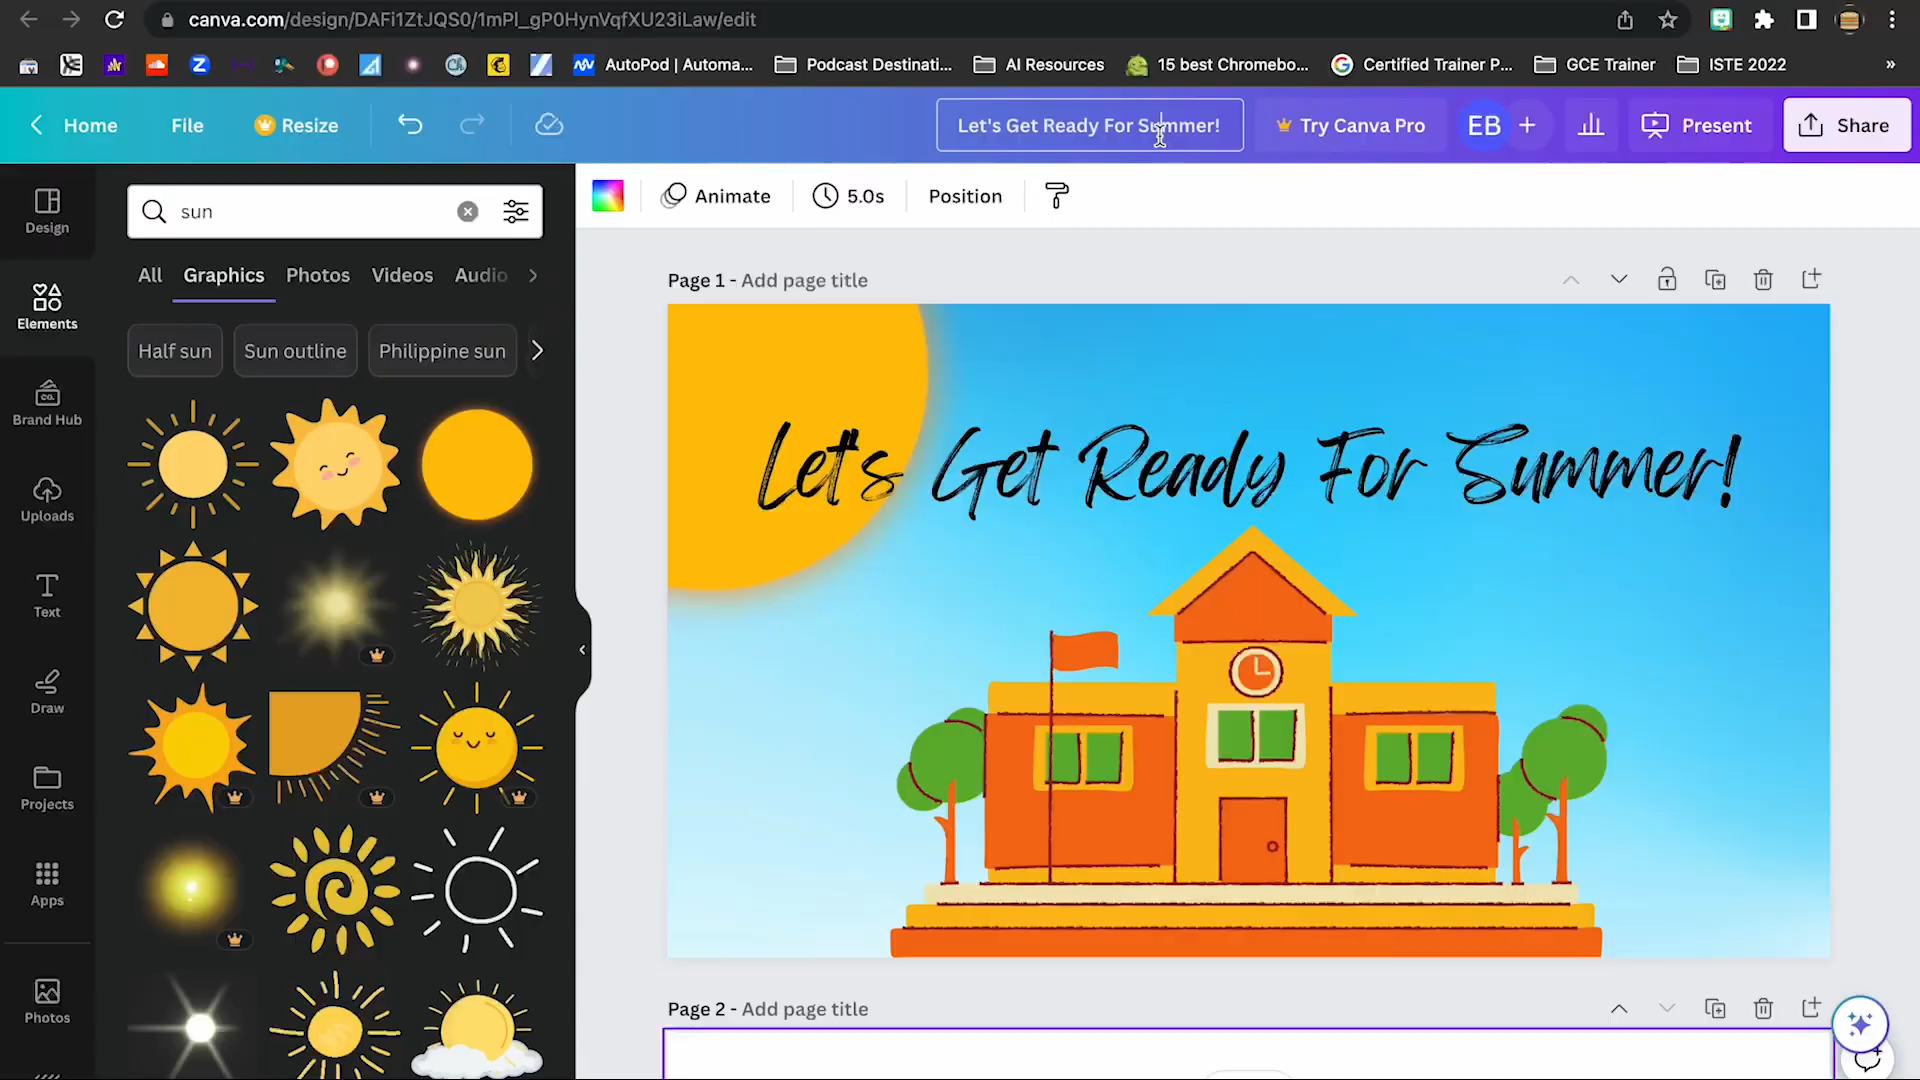 canva.com/design/DAFi1ZtJQS0/1mPl_gP0HynVqfXU23iLaw/edit
AutoPod | Automa...
Podcast Destinati...
AI Resources
15 best Chromebo...
Certified Trainer P...
GCE Trainer
ISTE 2022
»
Home
File
Resize
Let's Get Ready For Summer!
Try Canva Pro
EB
+
Present
Share
Design
Elements
Brand Hub
Uploads
Text
Draw
Projects
Apps
Photos
sun
All
Graphics
Photos
Videos
Audio
Half sun
Sun outline
Philippine sun
Animate
5.0s
Position
Page 1 - Add page title
Let's Get Ready For Summer!
Page 2 - Add page title